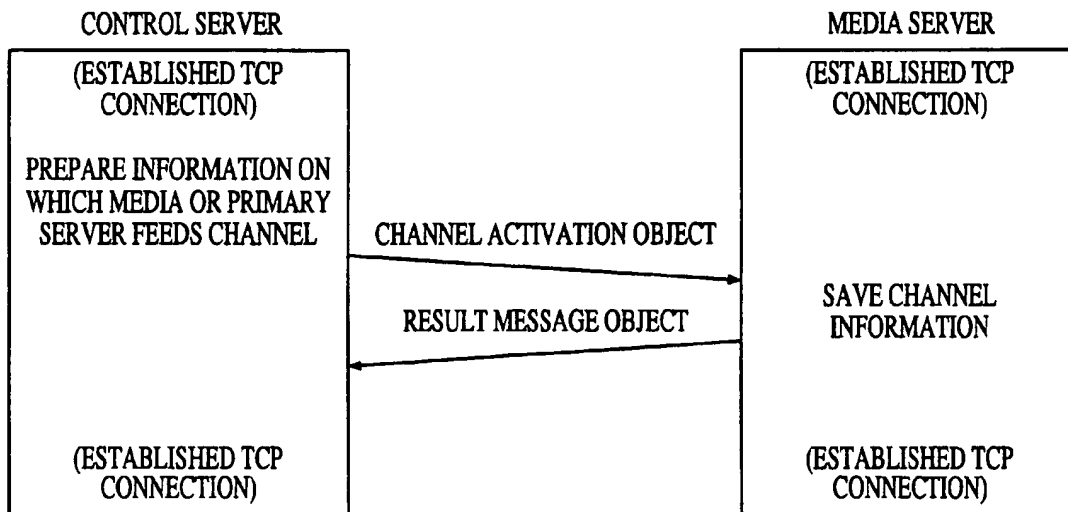 CONTROL SERVER
MEDIA SERVER
(ESTABLISHED TCP
CONNECTION)
(ESTABLISHED TCP
CONNECTION)
PREPARE INFORMATION ON
WHICH MEDIA OR PRIMARY
SERVER FEEDS CHANNEL
CHANNEL ACTIVATION OBJECT
SAVE CHANNEL
INFORMATION
RESULT MESSAGE OBJECT
(ESTABLISHED TCP
CONNECTION)
(ESTABLISHED TCP
CONNECTION)